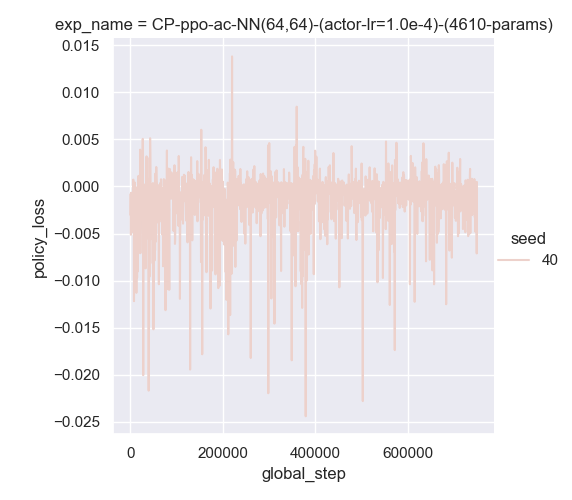 exp_name = CP-ppo-ac-NN(64,64)-(actor-lr=1.0e-4)-(4610-params)
0.015
0.010
0.005
0.000
−0.005
−0.010
−0.015
−0.020
−0.025
policy_loss
0 200000 400000 600000
global_step
seed
40